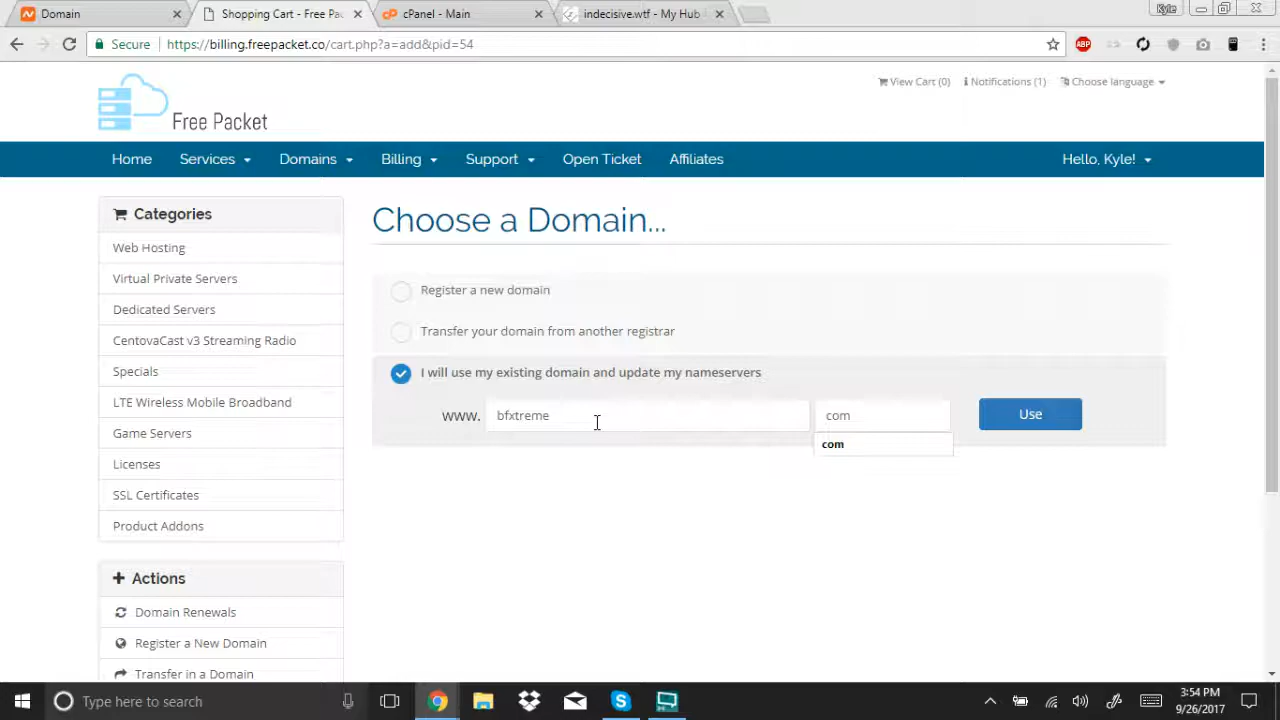 Domain
Shopping Cart - Free Pa
cPanel - Main
indecisive.wtf - My Hub
Kyle
Secure
https://billing.freepacket.co/cart.php?a=add&pid=54
ABP
View Cart (0)
Notifications (1)
Choose language
Free Packet
Home
Services
Domains
Billing
Support
Open Ticket
Affiliates
Hello, Kyle!
Categories
Web Hosting
Virtual Private Servers
Dedicated Servers
CentovaCast v3 Streaming Radio
Specials
LTE Wireless Mobile Broadband
Game Servers
Licenses
SSL Certificates
Product Addons
Actions
Domain Renewals
Register a New Domain
Transfer in a Domain
Choose a Domain...
Register a new domain
Transfer your domain from another registrar
I will use my existing domain and update my nameservers
www.
bfxtreme
com
Use
com
Type here to search
3:54 PM
9/26/2017